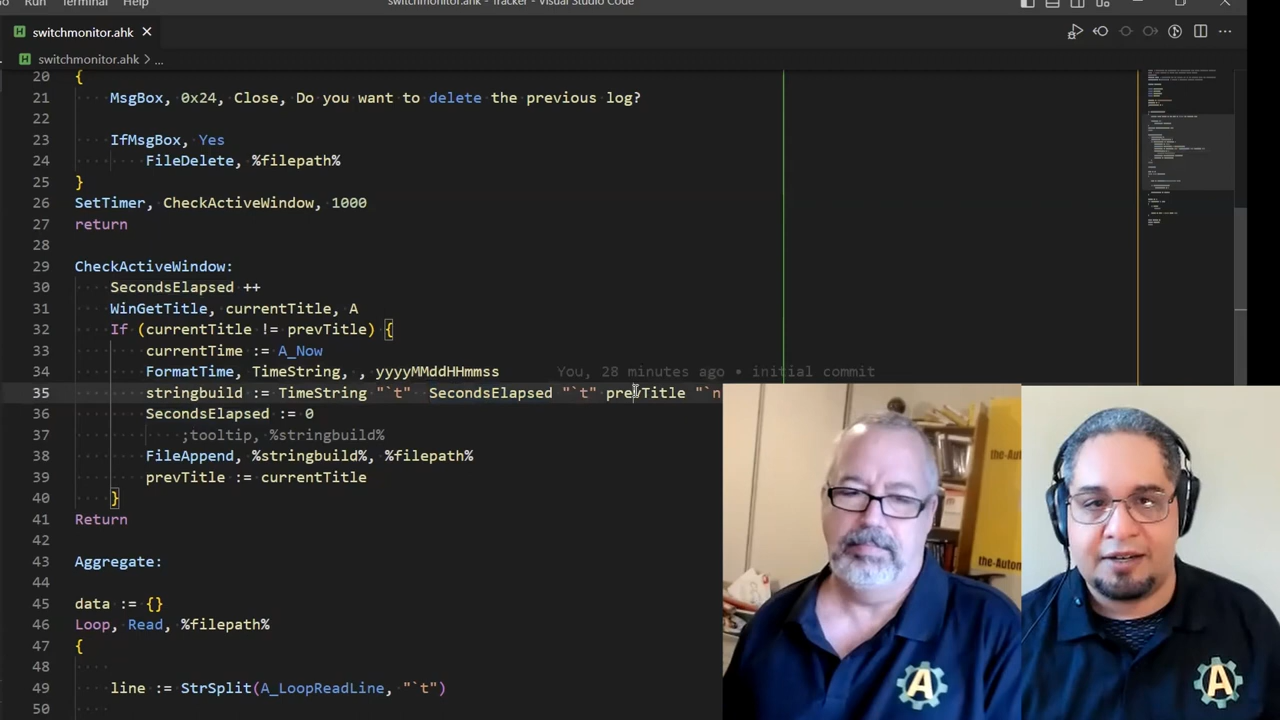 Run Terminal Help
switchmonitor.ahk - Tracker - Visual Studio Code
switchmonitor.ahk
switchmonitor.ahk > ...
20 {
21 MsgBox, 0x24, Close, Do you want to delete the previous log?
22
23 IfMsgBox, Yes
24 FileDelete, %filepath%
25 }
26 SetTimer, CheckActiveWindow, 1000
27 return
28
29 CheckActiveWindow:
30 SecondsElapsed ++
31 WinGetTitle, currentTitle, A
32 If (currentTitle != prevTitle) {
33 currentTime := A_Now
34 FormatTime, TimeString, , yyyyMMddHHmmss You, 28 minutes ago • initial commit
35 stringbuild := TimeString "`t" SecondsElapsed "`t" prevTitle "`n
36 SecondsElapsed := 0
37 ;tooltip, %stringbuild%
38 FileAppend, %stringbuild%, %filepath%
39 prevTitle := currentTitle
40 }
41 Return
42
43 Aggregate:
44
45 data := {}
46 Loop, Read, %filepath%
47 {
48
49 line := StrSplit(A_LoopReadLine, "`t")
50
the-Autom
the-Autom
A
A